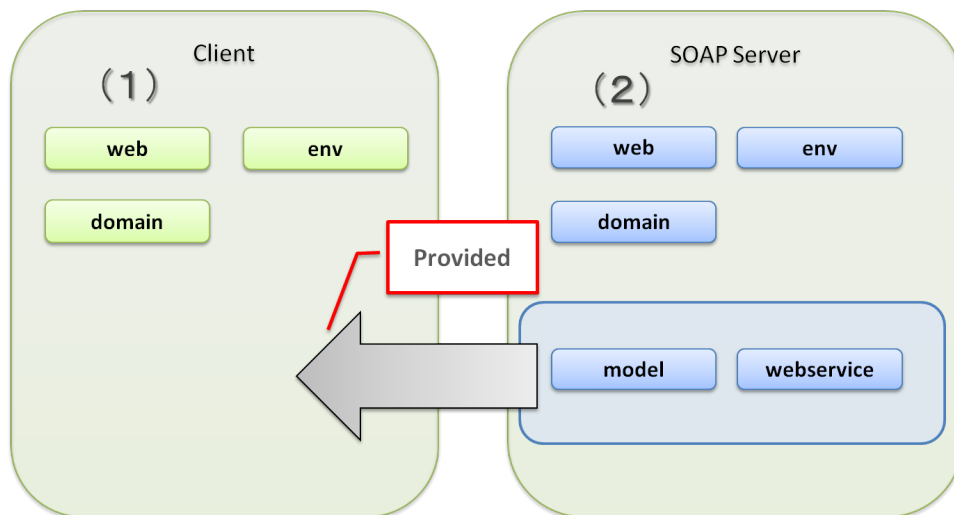 Client
（1）
web
env
domain
Provided
SOAP Server
（2）
web
env
domain
model
webservice